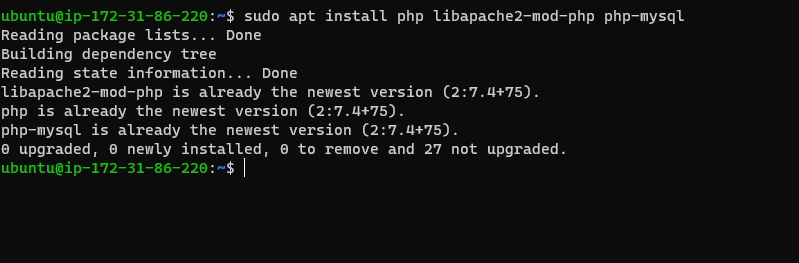 ubuntu@ip-172-31-86-220:~$ sudo apt install php libapache2-mod-php php-mysql
Reading package lists... Done
Building dependency tree
Reading state information... Done
libapache2-mod-php is already the newest version (2:7.4+75).
php is already the newest version (2:7.4+75).
php-mysql is already the newest version (2:7.4+75).
0 upgraded, 0 newly installed, 0 to remove and 27 not upgraded.
ubuntu@ip-172-31-86-220:~$